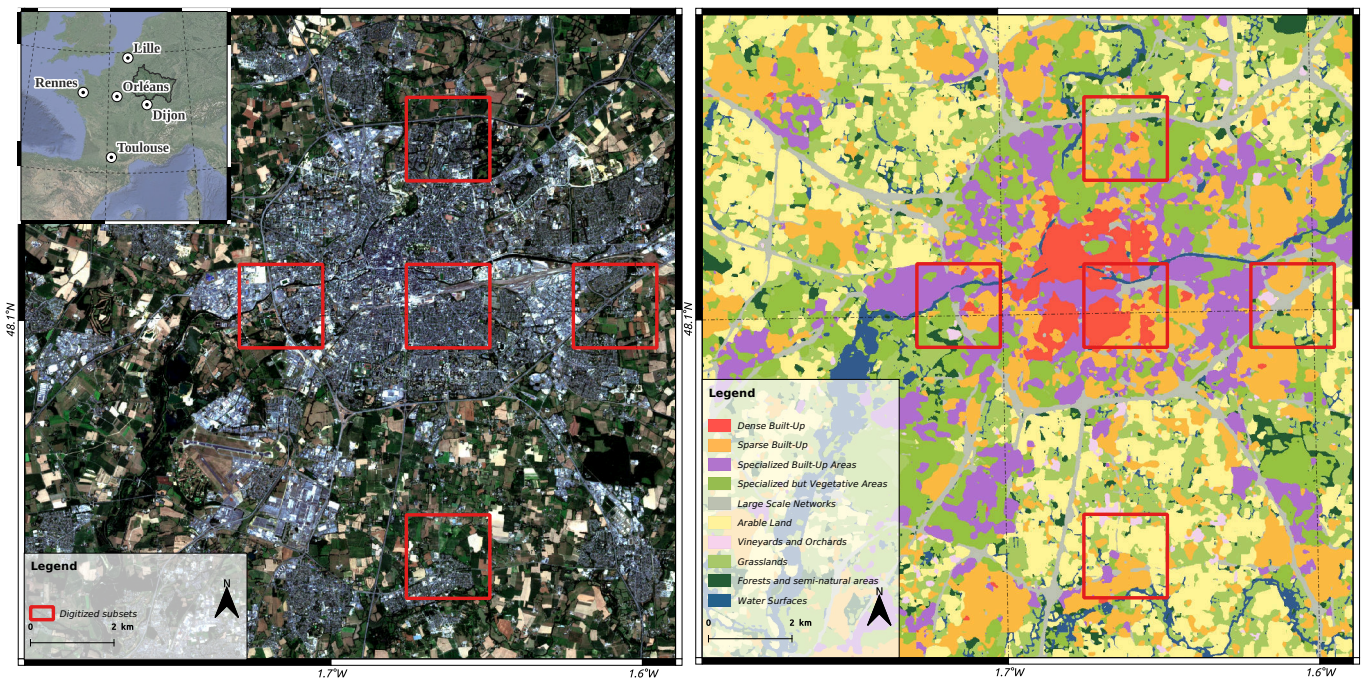 Lille
Rennes
Orléans
Dijon
Toulouse
48.1°N
Legend
Digitized subsets
0 2 km
N
1.7°W 1.6°W
48.1°N
Legend
Dense Built-Up
Sparse Built-Up
Specialized Built-Up Areas
Specialized but Vegetative Areas
Large Scale Networks
Arable Land
Vineyards and Orchards
Grasslands
Forests and semi-natural areas
Water Surfaces
0 2 km
N
1.7°W 1.6°W